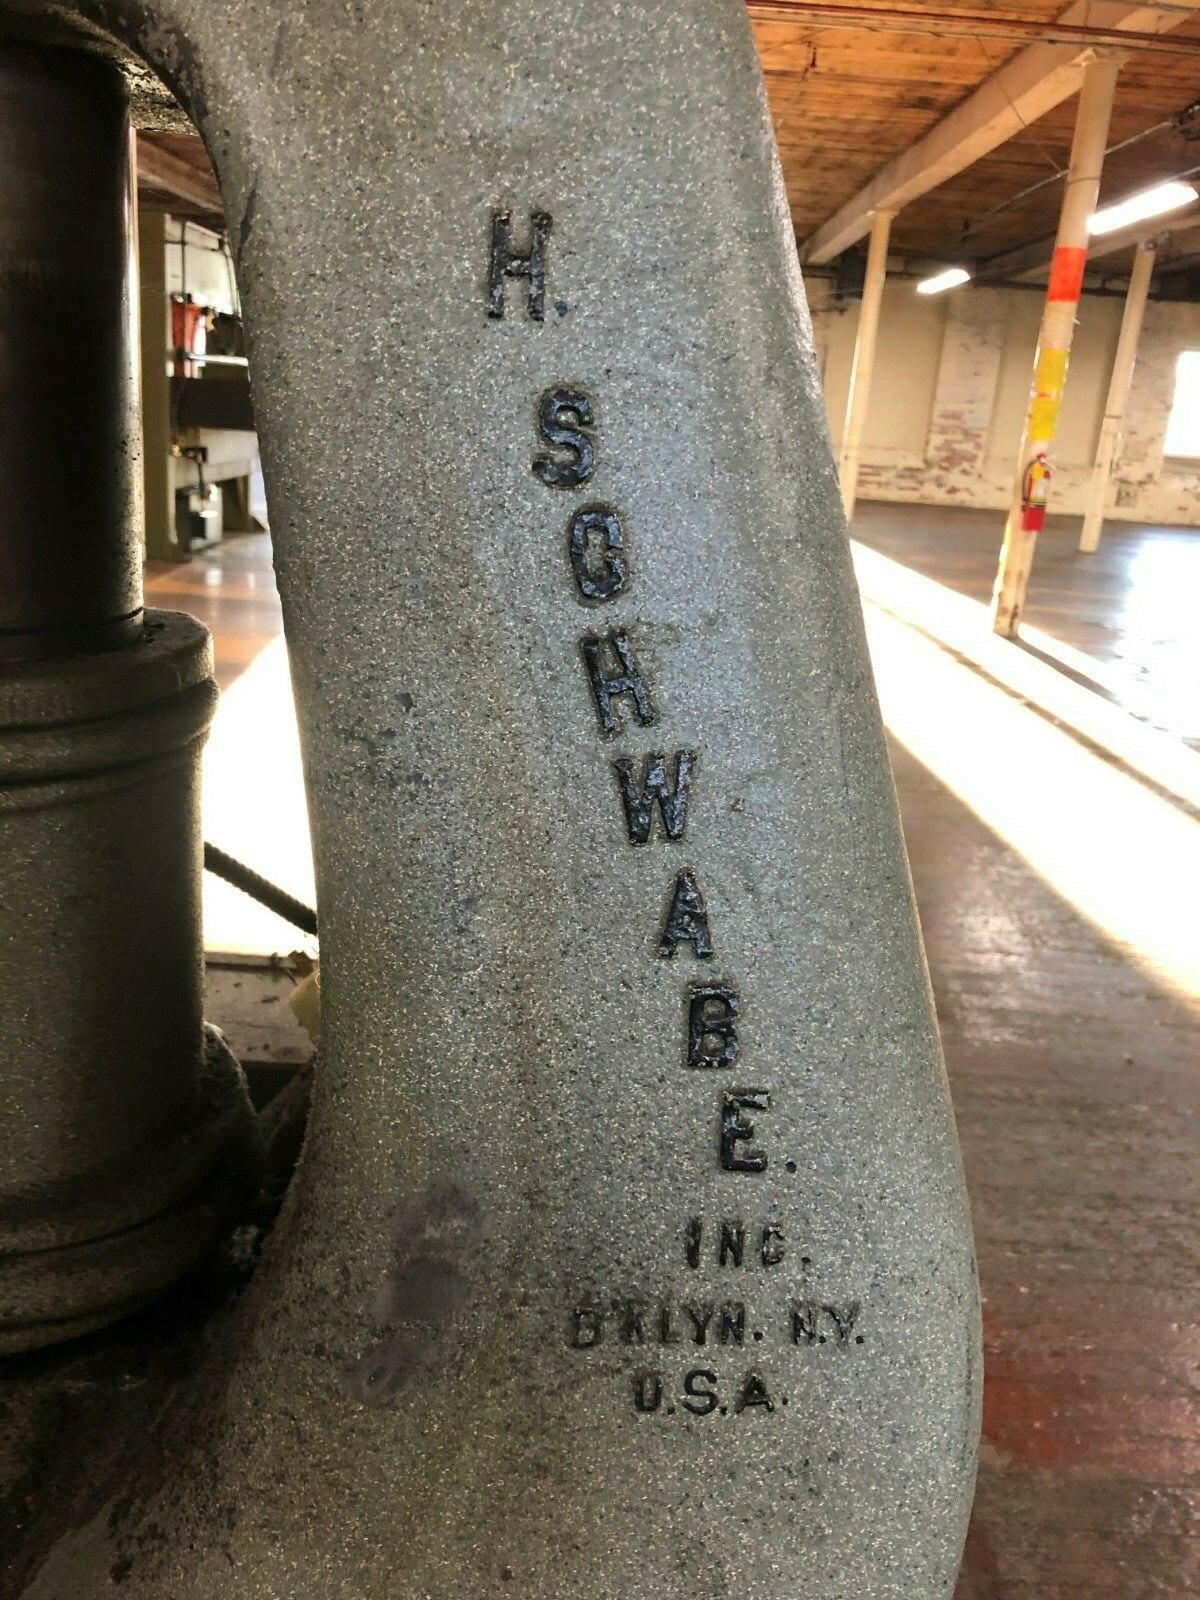 H. SCHWABE.
INC.
B'KLYN. N.Y.
U.S.A.